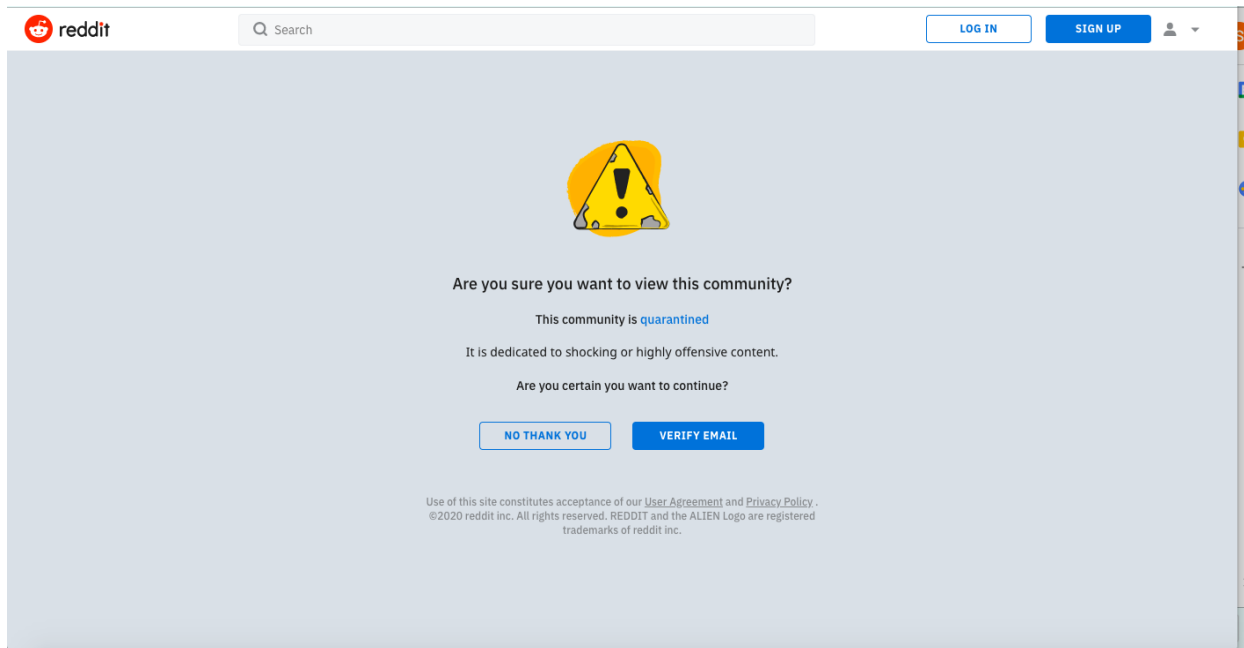 reddit
Search
LOG IN
SIGN UP
Are you sure you want to view this community?
This community is quarantined
It is dedicated to shocking or highly offensive content.
Are you certain you want to continue?
NO THANK YOU
VERIFY EMAIL
Use of this site constitutes acceptance of our User Agreement and Privacy Policy .
©2020 reddit inc. All rights reserved. REDDIT and the ALIEN Logo are registered
trademarks of reddit inc.